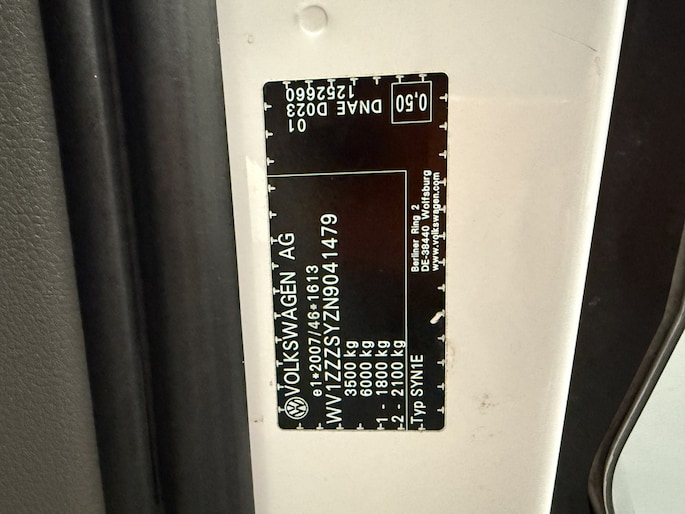 VOLKSWAGEN AG
e1*2007/46*1613
WV1ZZZSYZN9041479
3500 kg
6000 kg
1 - 1800 kg
2 - 2100 kg
Typ SYN1E
Berliner Ring 2
DE-38440 Wolfsburg
www.volkswagen.com
01
DNAE D023
1252660
0,50